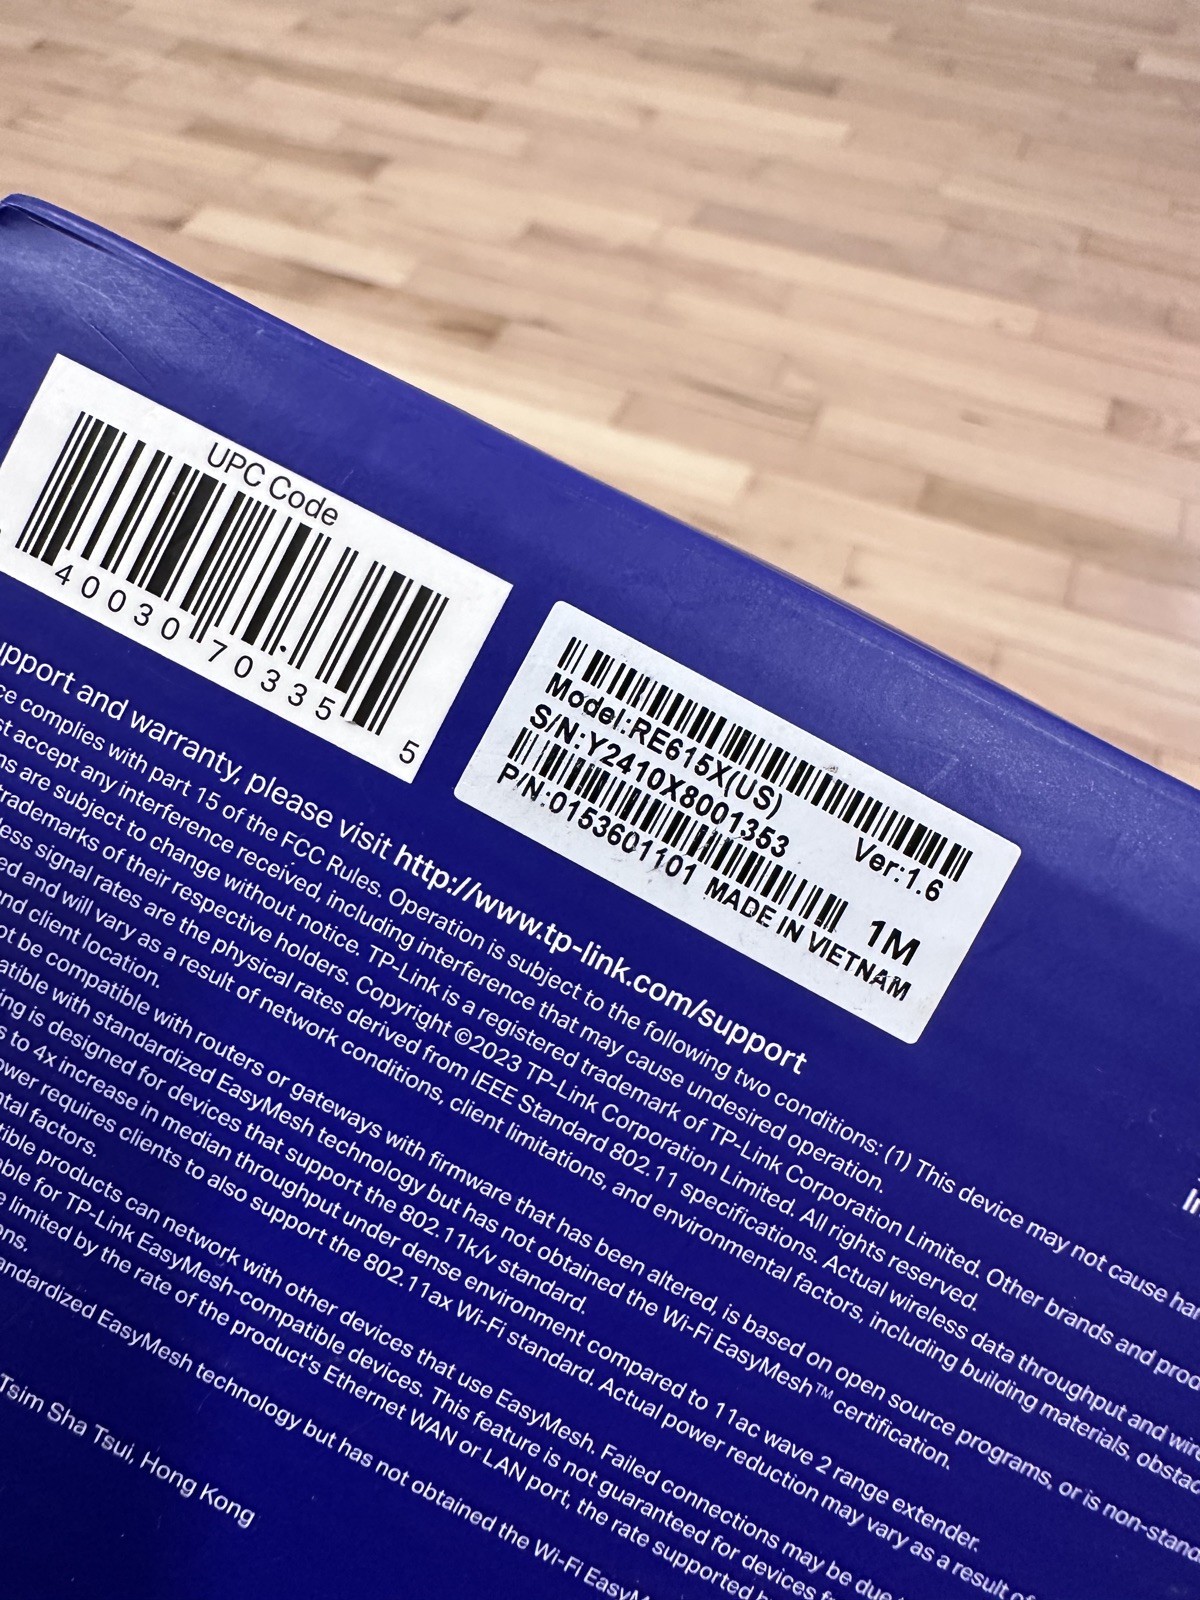 UPC Code
40030 70335 5
Model:RE615X(US) Ver:1.6
S/N:Y2410X8001353
P/N:0153601101 MADE IN VIETNAM
1M
upport and warranty, please visit http://www.tp-link.com/support
ce complies with part 15 of the FCC Rules. Operation is subject to the following two conditions: (1) This device may not cause har
st accept any interference received, including interference that may cause undesired operation.
ns are subject to change without notice. TP-Link is a registered trademark of TP-Link Corporation Limited. Other brands and prod
trademarks of their respective holders. Copyright ©2023 TP-Link Corporation Limited. All rights reserved.
less signal rates are the physical rates derived from IEEE Standard 802.11 specifications. Actual wireless data throughput and wire
ed and will vary as a result of network conditions, client limitations, and environmental factors, including building materials, obstac
and client location.
ot be compatible with routers or gateways with firmware that has been altered, is based on open source programs, or is non-stand
atible with standardized EasyMesh technology but has not obtained the Wi-Fi EasyMesh™ certification.
ing is designed for devices that support the 802.11k/v standard.
s to 4x increase in median throughput under dense environment compared to 11ac wave 2 range extender.
ower requires clients to also support the 802.11ax Wi-Fi standard. Actual power reduction may vary as a result of
ntal factors.
tible products can network with other devices that use EasyMesh. Failed connections may be due
able for TP-Link EasyMesh-compatible devices. This feature is not guaranteed for devices
e limited by the rate of the product's Ethernet WAN or LAN port, the rate supported b
ons.
andardized EasyMesh technology but has not obtained the Wi-Fi EasyM
Tsim Sha Tsui, Hong Kong